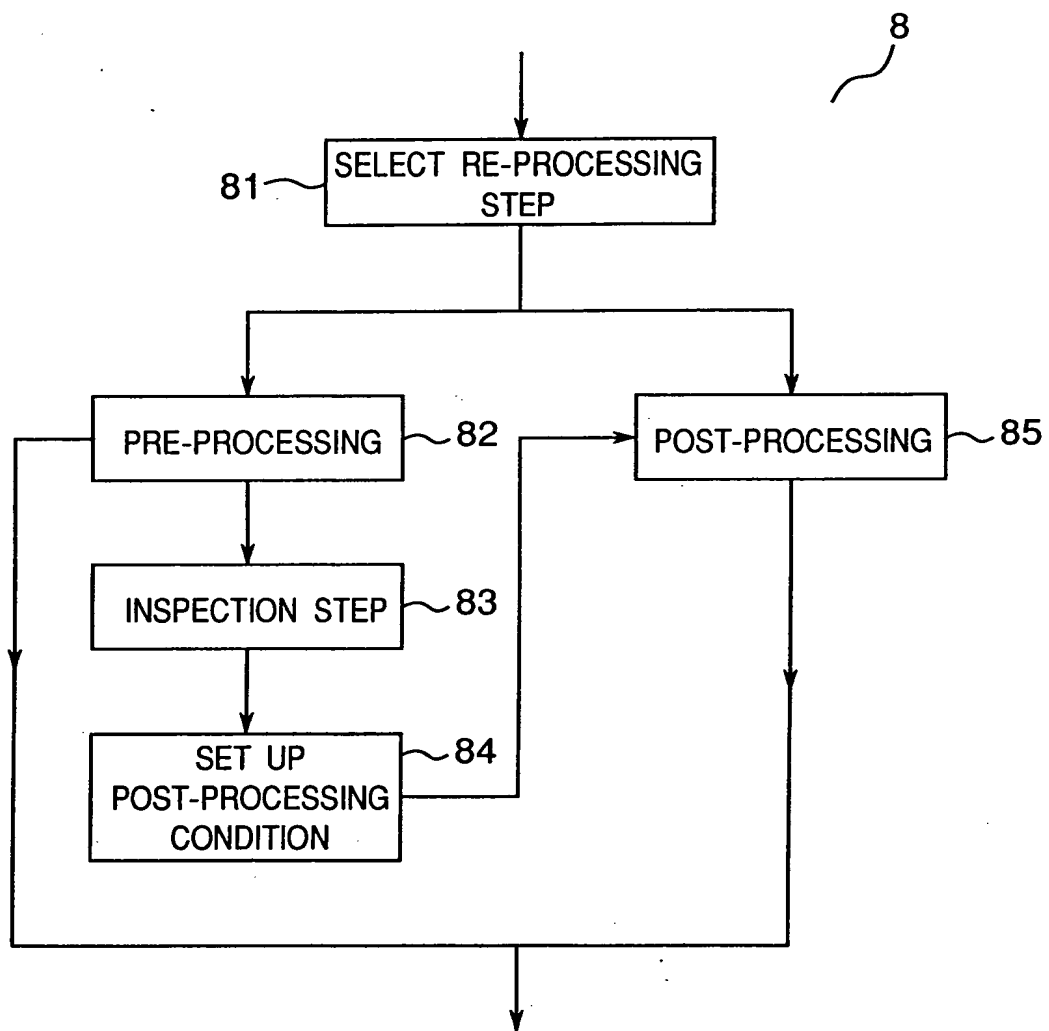 8
SELECT RE-PROCESSING
STEP
81
PRE-PROCESSING
82
POST-PROCESSING
85
INSPECTION STEP
83
SET UP
POST-PROCESSING
CONDITION
84